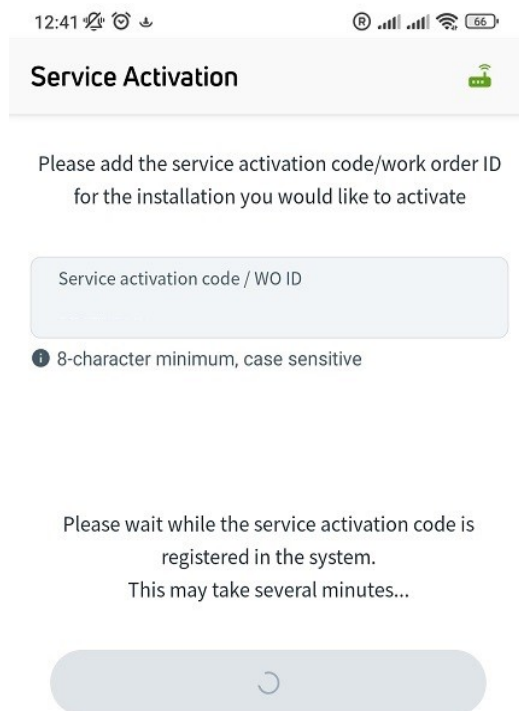 12:41 ® 66
Service Activation
Please add the service activation code/work order ID
for the installation you would like to activate
Service activation code / WO ID
8-character minimum, case sensitive
Please wait while the service activation code is
registered in the system.
This may take several minutes...